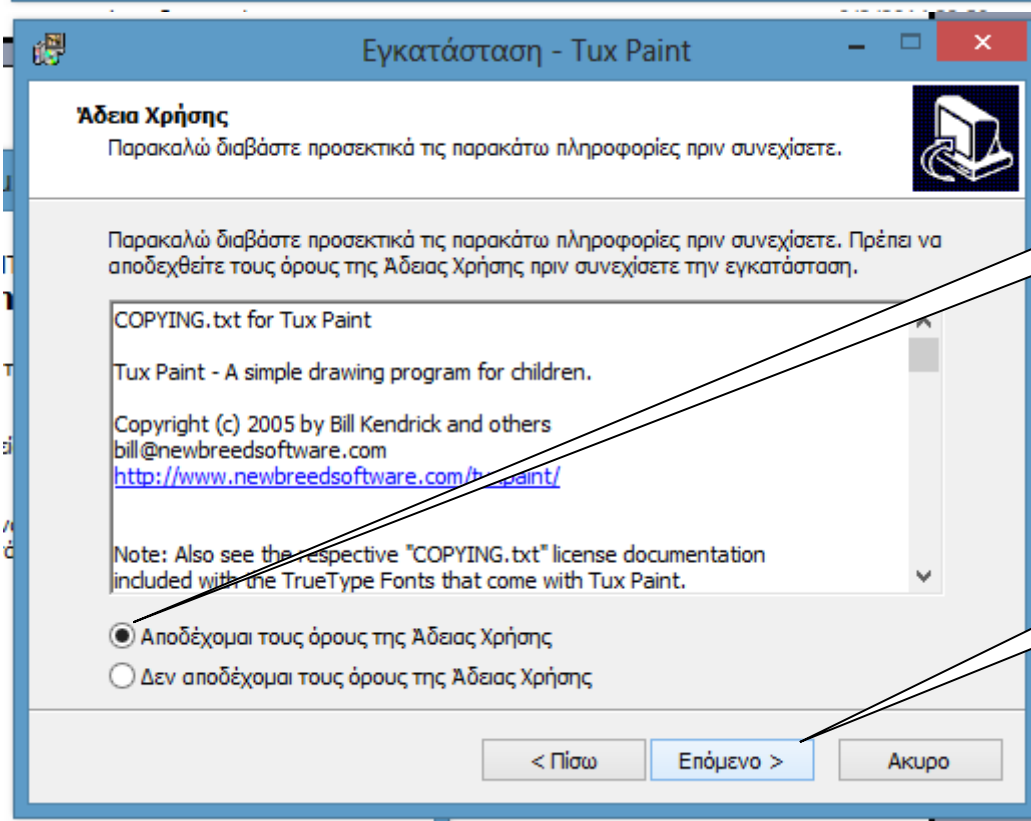 Εγκατάσταση - Tux Paint
Άδεια Χρήσης
Παρακαλώ διαβάστε προσεκτικά τις παρακάτω πληροφορίες πριν συνεχίσετε.
Παρακαλώ διαβάστε προσεκτικά τις παρακάτω πληροφορίες πριν συνεχίσετε. Πρέπει να
αποδεχθείτε τους όρους της Άδειας Χρήσης πριν συνεχίσετε την εγκατάσταση.
COPYING.txt for Tux Paint
Tux Paint - A simple drawing program for children.
Copyright (c) 2005 by Bill Kendrick and others
bill@newbreedsoftware.com
http://www.newbreedsoftware.com/tuxpaint/
Note: Also see the respective "COPYING.txt" license documentation
included with the TrueType Fonts that come with Tux Paint.
Αποδέχομαι τους όρους της Άδειας Χρήσης
Δεν αποδέχομαι τους όρους της Άδειας Χρήσης
< Πίσω
Επόμενο >
Ακυρο